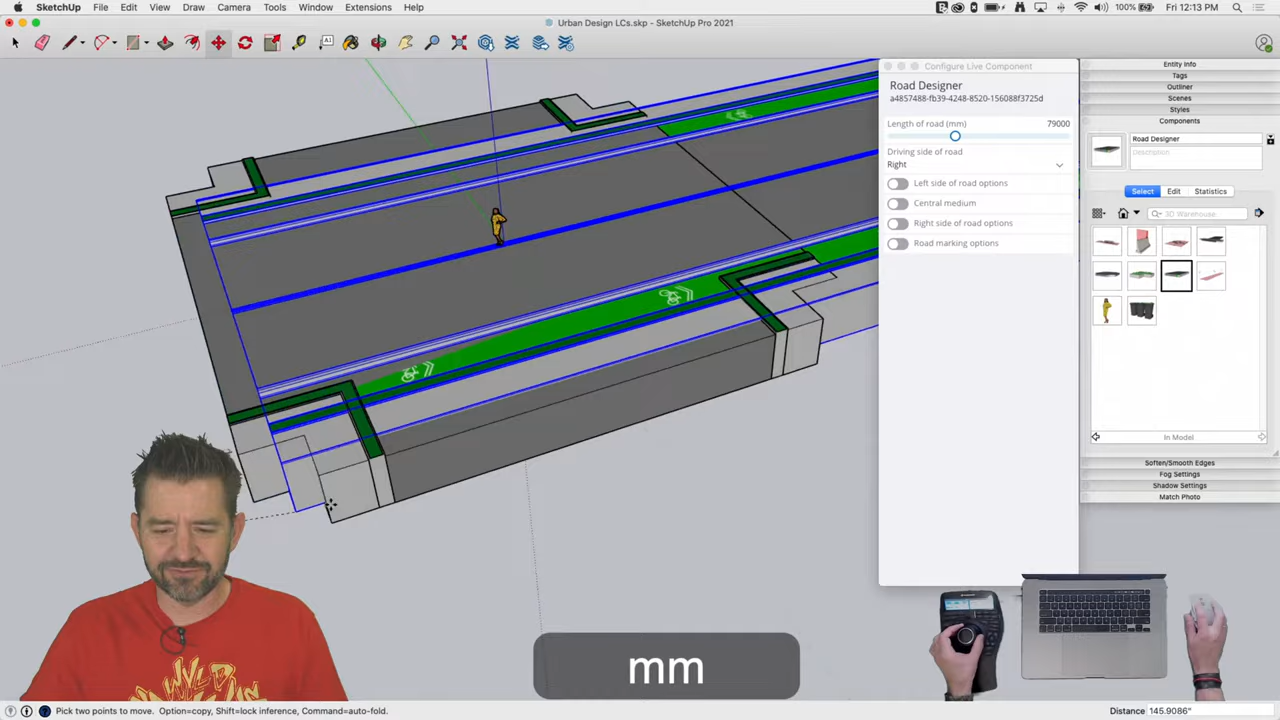 SketchUp File Edit View Draw Camera Tools Window Extensions Help
100% Fri 12:13 PM
Urban Design LCs.skp - SketchUp Pro 2021
Configure Live Component
Road Designer
a4857488-fb39-4248-8520-156088f3725d
Length of road (mm) 79000
Driving side of road
Right
Left side of road options
Central medium
Right side of road options
Road marking options
Entity Info
Tags
Outliner
Scenes
Styles
Components
Road Designer
Description
Select Edit Statistics
3D Warehouse
In Model
Soften/Smooth Edges
Fog Settings
Shadow Settings
Match Photo
mm
Pick two points to move. Option=copy, Shift=lock inference, Command=auto-fold.
Distance 145.9086"